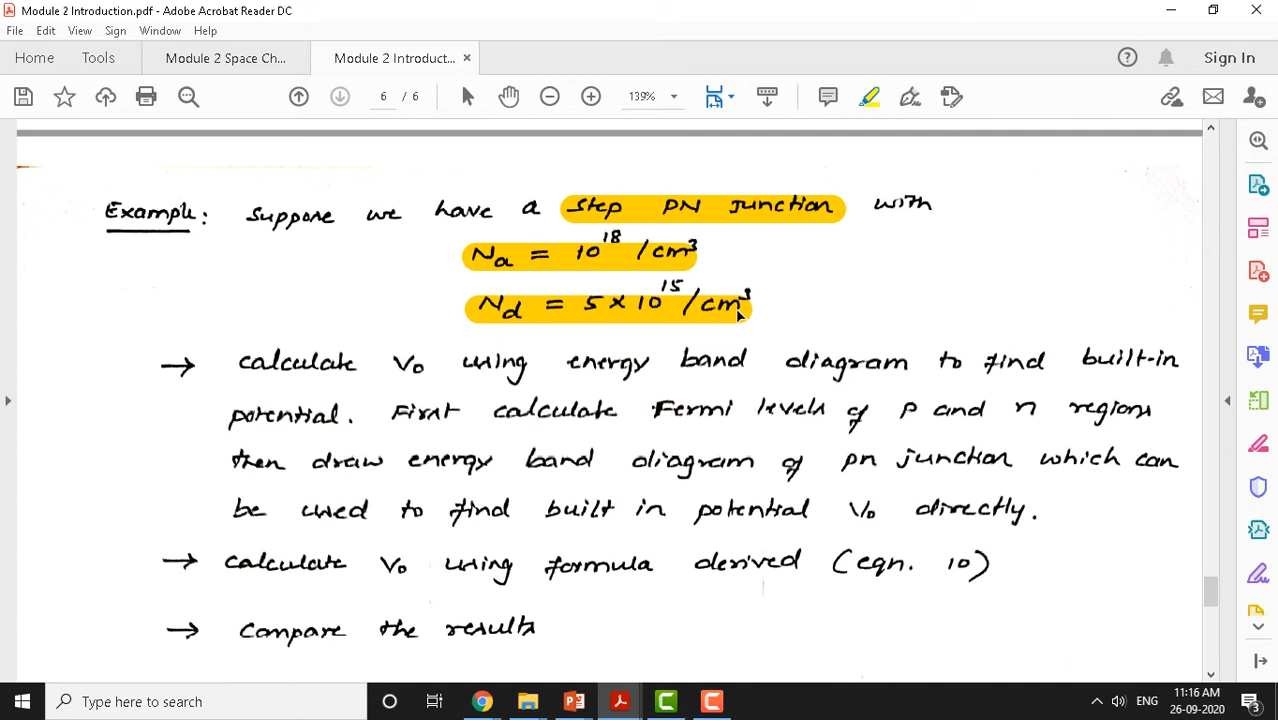 Module 2 Introduction.pdf - Adobe Acrobat Reader DC
File Edit View Sign Window Help
Home Tools Module 2 Space Ch... Module 2 Introduct... × Sign In
6 / 6 139%
Example: Suppose we have a step PN junction with
Na = 10^18 /cm^3
Nd = 5 × 10^15 /cm^3
→ calculate V₀ using energy band diagram to find built-in
potential. First calculate Fermi levels of P and n regions
then draw energy band diagram of pn junction which can
be used to find built in potential V₀ directly.
→ calculate V₀ using formula derived (eqn. 10)
→ compare the results
Type here to search
ENG
11:16 AM
26-09-2020
3